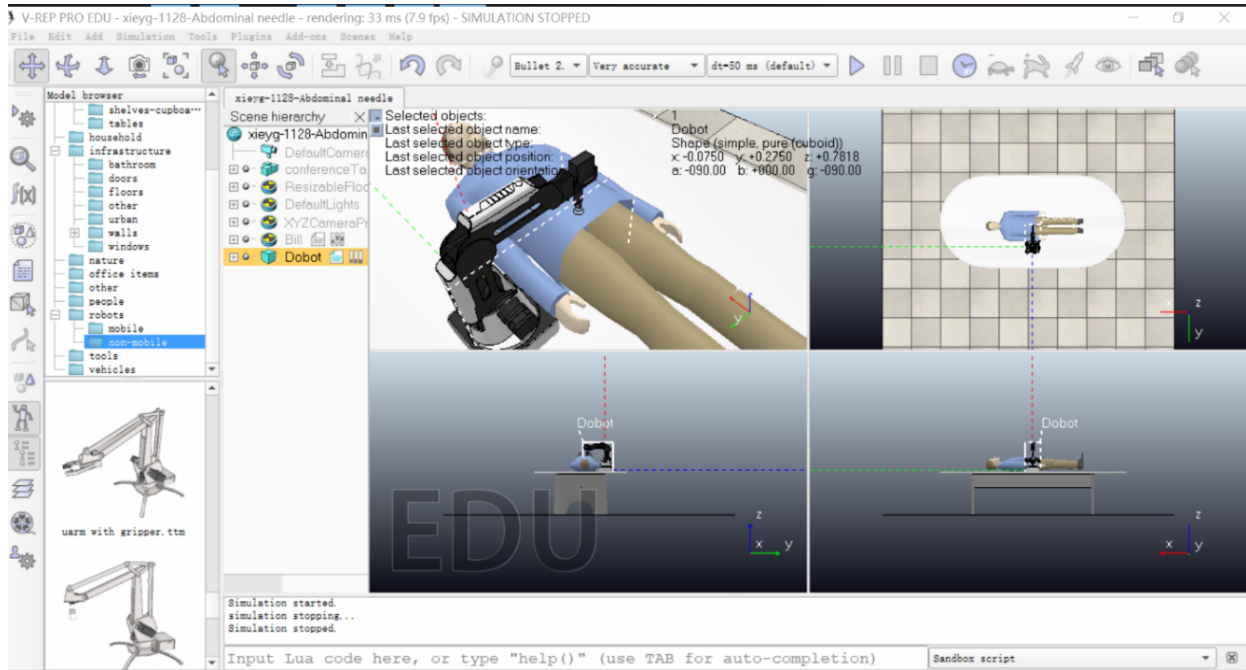 V-REP PRO EDU - xieyg-1128-Abdominal needle - rendering: 33 ms (7.9 fps) - SIMULATION STOPPED
File Edit Add Simulation Tools Plugins Add-ons Scenes Help
Bullet 2. Very accurate dt=50 ms (default)
Model browser
shelves-cupboa...
tables
household
infrastructure
bathroom
doors
floors
other
urban
walls
windows
nature
office items
other
people
robots
mobile
non-mobile
tools
vehicles
uarm with gripper.ttm
xieyg-1128-Abdominal needle
Scene hierarchy
xieyg-1128-Abdomin
DefaultCamer
conferenceTa
ResizableFloo
DefaultLights
XYZCameraPr
Bill
Dobot
Selected objects: 1
Last selected object name: Dobot
Last selected object type: Shape (simple, pure (cuboid))
Last selected object position: x: -0.0750 y: +0.2750 z: +0.7818
Last selected object orientation a: -090.00 b: +000.00 g: -090.00
y
x z
y
Dobot
EDU
z
x y
Dobot
z
x y
Simulation started.
simulation stopping...
Simulation stopped.
Input Lua code here, or type "help()" (use TAB for auto-completion)
Sandbox script